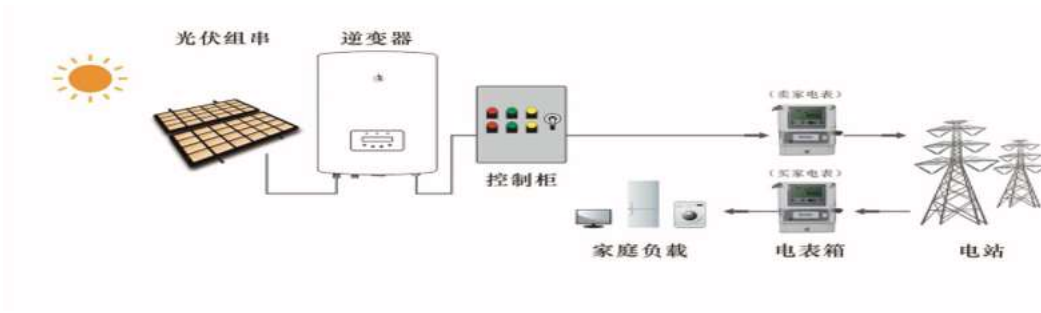 光伏组串
逆变器
（卖家电表）
控制柜
（买家电表）
家庭负载
电表箱
电站